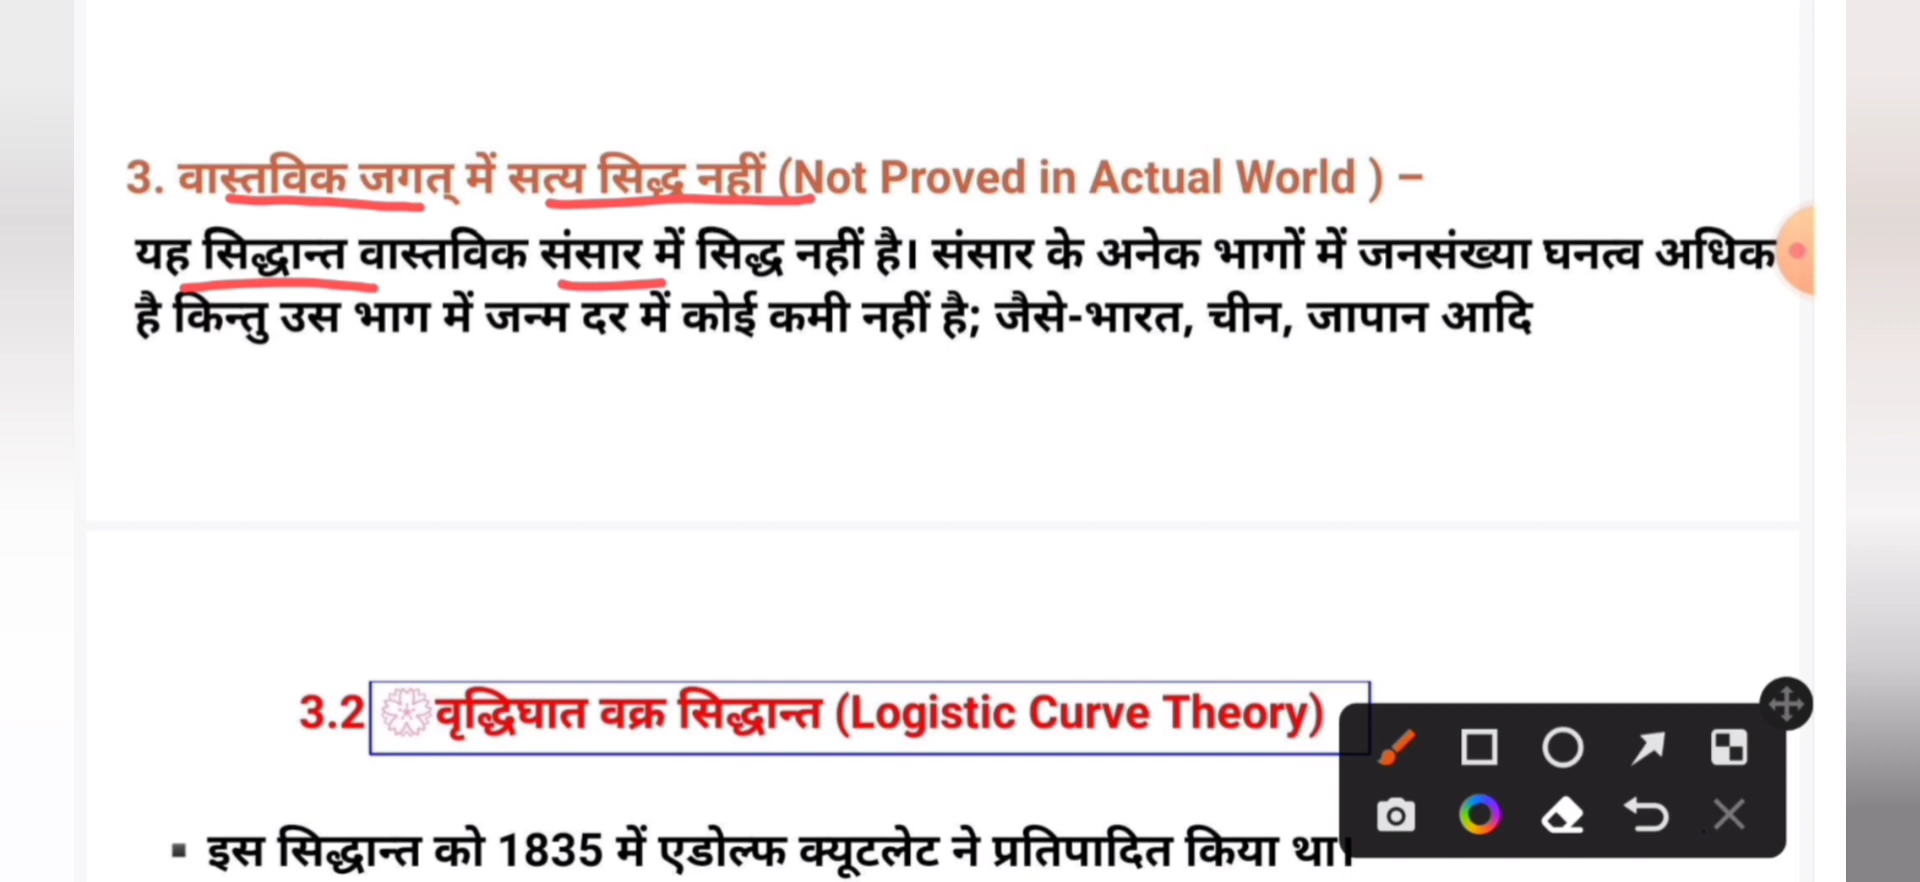 3. वास्तविक जगत् में सत्य सिद्ध नहीं (Not Proved in Actual World ) –
यह सिद्धान्त वास्तविक संसार में सिद्ध नहीं है। संसार के अनेक भागों में जनसंख्या घनत्व अधिक
है किन्तु उस भाग में जन्म दर में कोई कमी नहीं है; जैसे-भारत, चीन, जापान आदि
3.2 वृद्धिघात वक्र सिद्धान्त (Logistic Curve Theory)
▪ इस सिद्धान्त को 1835 में एडोल्फ क्यूटलेट ने प्रतिपादित किया था।